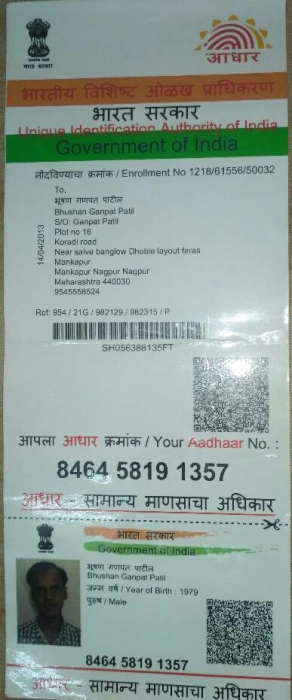 भारत सरकार
आधार
भारतीय विशिष्ट ओळख प्राधिकरण
भारत सरकार
Unique Identification Authority of India
Government of India
नोंदविण्याचा क्रमांक / Enrollment No 1218/61556/50032
To,
भूषण गणपत पाटील
Bhushan Ganpat Patil
S/O: Ganpat Patil
Plot no 16
Koradi road
Near salve banglow Dhoble layout feras
Mankapur
Mankapur Nagpur Nagpur
Maharashtra 440030
9545558524
14/04/2013
Ref: 954 / 21G / 982129 / 982315 / P
SH056388135FT
आपला आधार क्रमांक / Your Aadhaar No. :
8464 5819 1357
आधार - सामान्य माणसाचा अधिकार
भारत सरकार
Government of India
भूषण गणपत पाटील
Bhushan Ganpat Patil
जन्म वर्ष / Year of Birth : 1979
पुरुष / Male
8464 5819 1357
आधार - सामान्य माणसाचा अधिकार